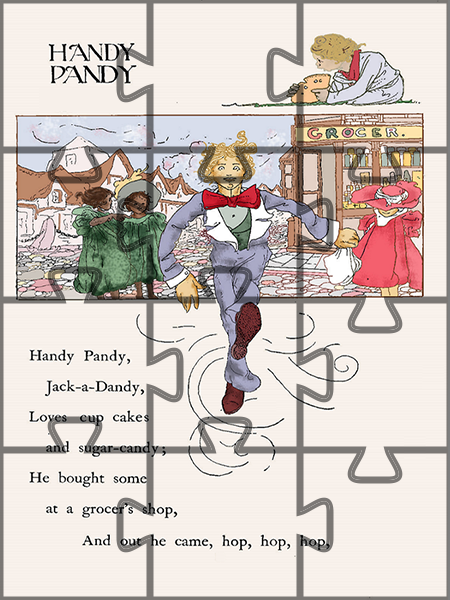 HANDY
PANDY
GROCER.
Handy Pandy,
Jack-a-Dandy,
Loves cup cakes
and sugar-candy;
He bought some
at a grocer's shop,
And out he came, hop, hop, hop,